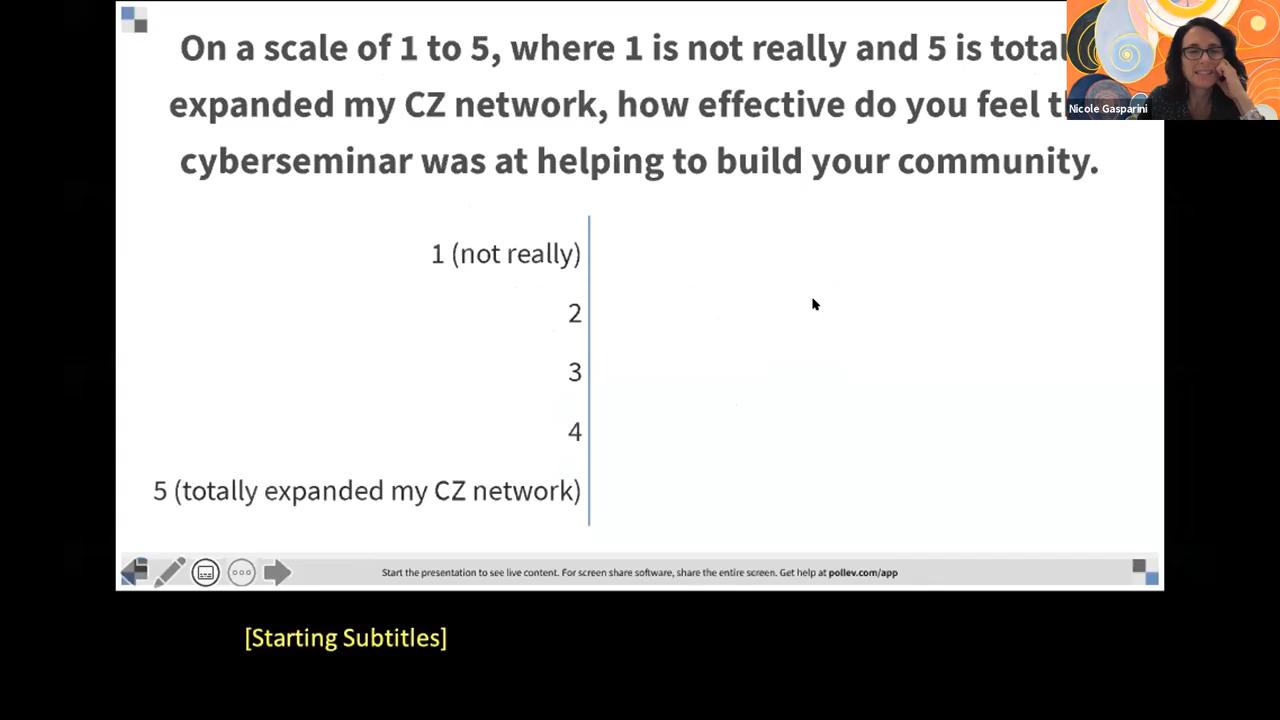 On a scale of 1 to 5, where 1 is not really and 5 is total
expanded my CZ network, how effective do you feel t
cyberseminar was at helping to build your community.
Nicole Gasparini
1 (not really)
2
3
4
5 (totally expanded my CZ network)
Start the presentation to see live content. For screen share software, share the entire screen. Get help at pollev.com/app
[Starting Subtitles]